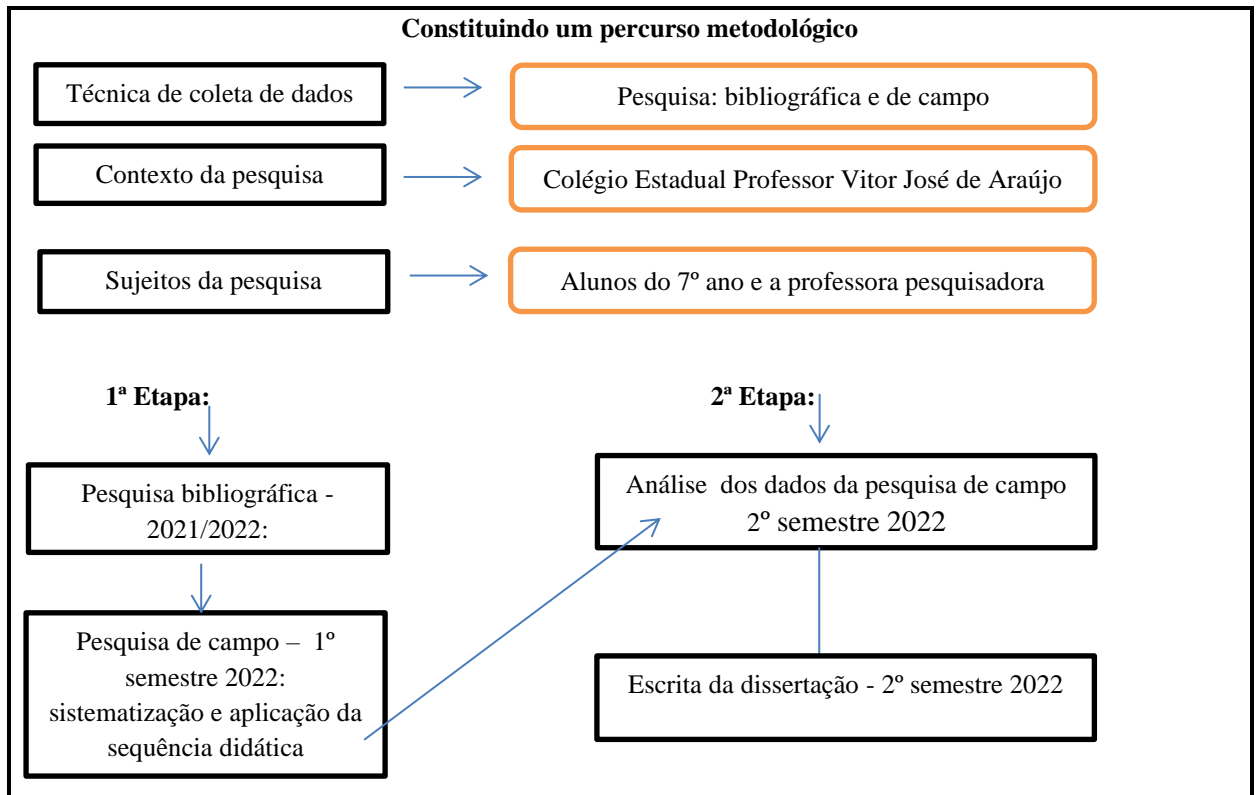 Constituindo um percurso metodológico
Técnica de coleta de dados
Pesquisa: bibliográfica e de campo
Contexto da pesquisa
Colégio Estadual Professor Vitor José de Araújo
Sujeitos da pesquisa
Alunos do 7º ano e a professora pesquisadora
1ª Etapa:
Pesquisa bibliográfica -
2021/2022:
Pesquisa de campo – 1º
semestre 2022:
sistematização e aplicação da
sequência didática
2ª Etapa:
Análise dos dados da pesquisa de campo
2º semestre 2022
Escrita da dissertação - 2º semestre 2022